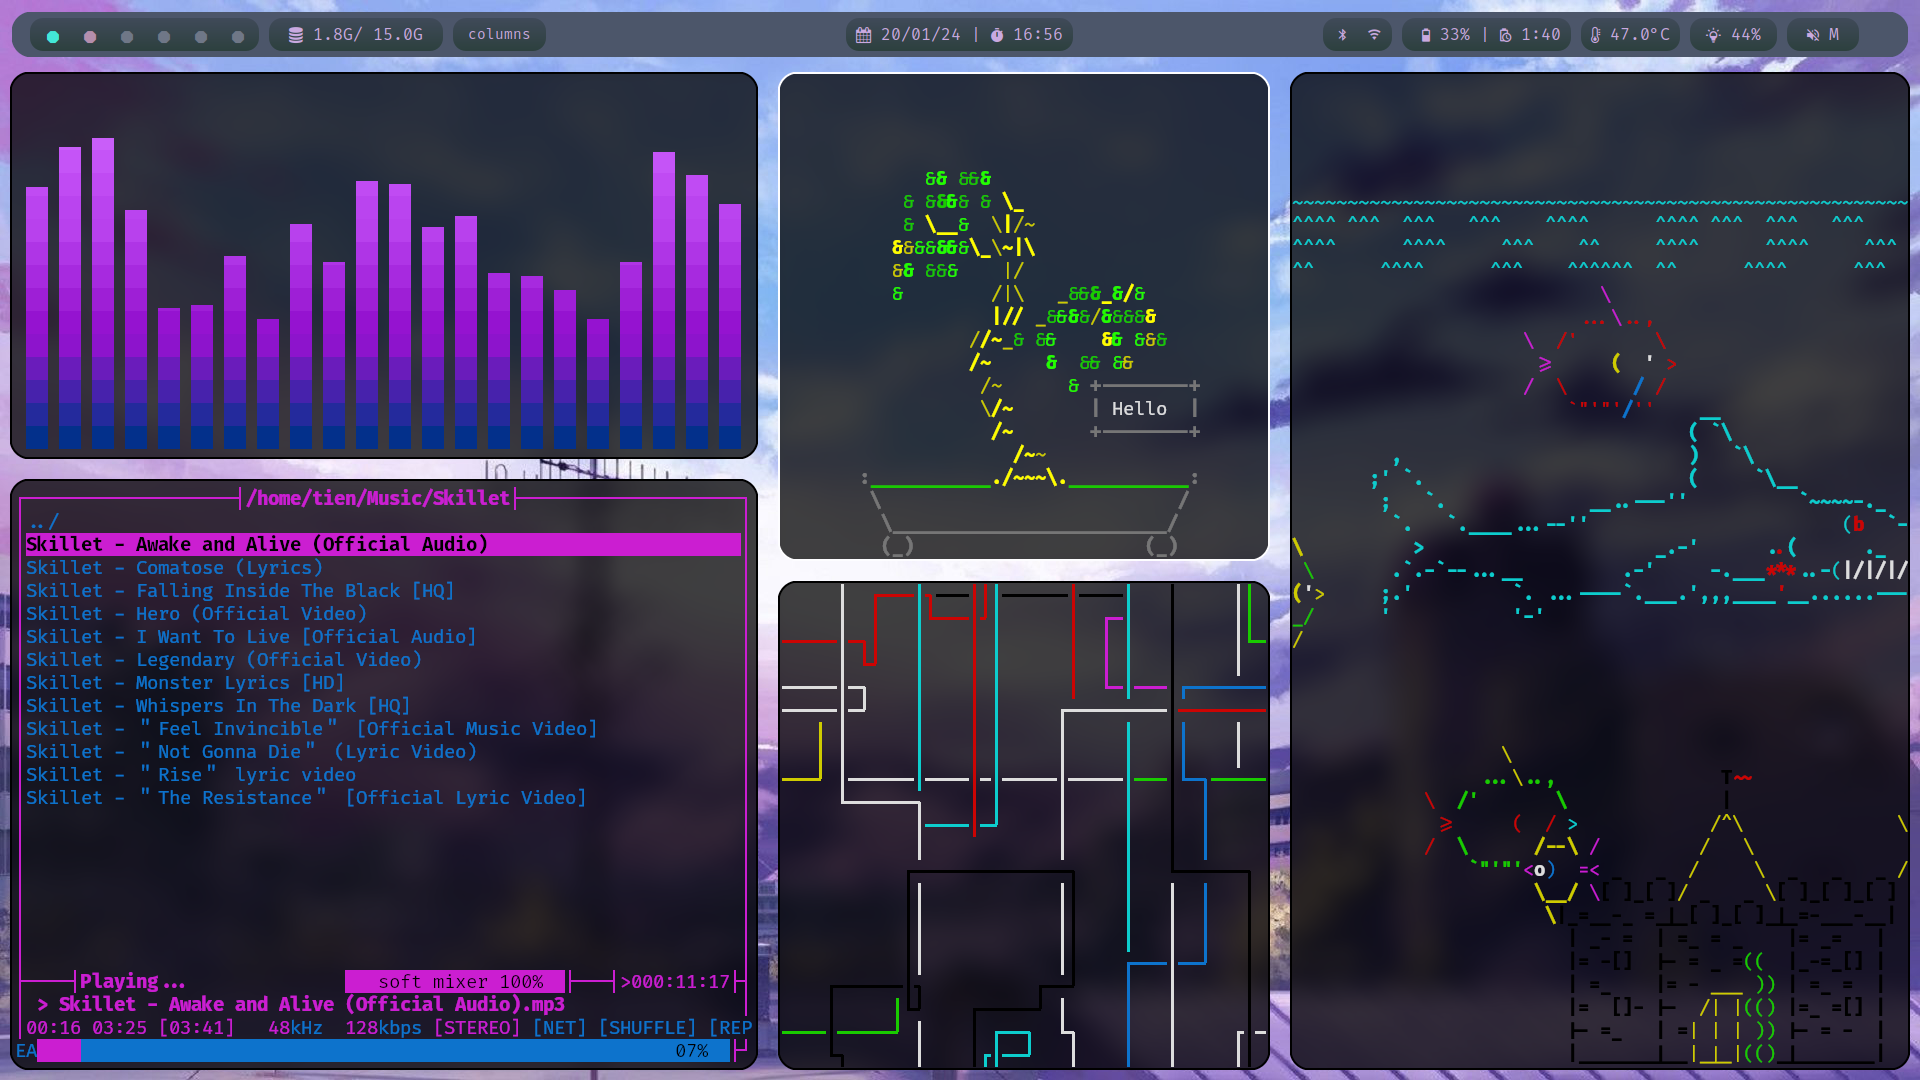 1.8G/ 15.0G
columns
20/01/24 | 16:56
33% | 1:40
47.0°C
44%
M
Hello
/home/tien/Music/Skillet
../
Skillet - Awake and Alive (Official Audio)
Skillet - Comatose (Lyrics)
Skillet - Falling Inside The Black [HQ]
Skillet - Hero (Official Video)
Skillet - I Want To Live [Official Audio]
Skillet - Legendary (Official Video)
Skillet - Monster Lyrics [HD]
Skillet - Whispers In The Dark [HQ]
Skillet - "Feel Invincible" [Official Music Video]
Skillet - "Not Gonna Die" (Lyric Video)
Skillet - "Rise" lyric video
Skillet - "The Resistance" [Official Lyric Video]
Playing... soft mixer 100% >000:11:17
> Skillet - Awake and Alive (Official Audio).mp3
00:16 03:25 [03:41] 48kHz 128kbps [STEREO] [NET] [SHUFFLE] [REP
EA 07%